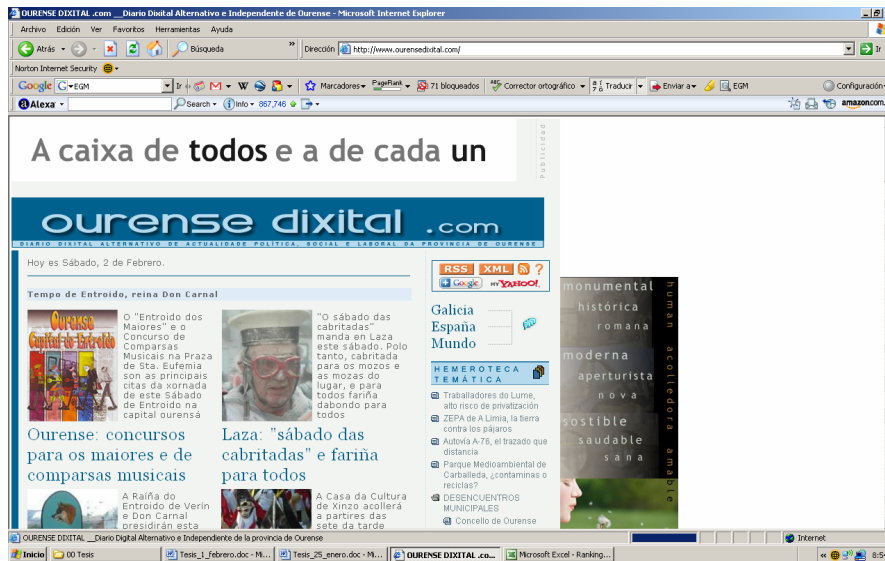 OURENSE DIXITAL .com __Diario Dixital Alternativo e Independente de Ourense - Microsoft Internet Explorer
Archivo Edición Ver Favoritos Herramientas Ayuda
Atrás Búsqueda » Dirección http://www.ourensedixital.com/ Ir
Norton Internet Security
Google G EGM Ir Marcadores PageRank 71 bloqueados Corrector ortográfico Traducir Enviar a EGM Configuración
Alexa Search Info 867,746 amazon.com.
A caixa de todos e a de cada un
Publicidad
ourense dixital .com
DIARIO DIXITAL ALTERNATIVO DE ACTUALIDADE POLÍTICA, SOCIAL E LABORAL DA PROVINCIA DE OURENSE
Hoy es Sábado, 2 de Febrero.
Tempo de Entroido, reina Don Carnal
Ourense
Capital do Entroido
O "Entroido dos
Maiores" e o
Concurso de
Comparsas
Musicais na Praza
de Sta. Eufemia
son as principais
citas da xornada
de este Sábado
de Entroido na
capital ourensá
Ourense: concursos
para os maiores e de
comparsas musicais
"O sábado das
cabritadas"
manda en Laza
este sábado. Polo
tanto, cabritada
para os mozos e
as mozas do
lugar, e para
todos fariña
dabondo para
todos
Laza: "sábado das
cabritadas" e fariña
para todos
A Raíña do
Entroido de Verín
e Don Carnal
presidirán esta
A Casa da Cultura
de Xinzo acollerá
a partires das
sete da tarde
RSS XML ?
Google MY YAHOO!
Galicia
España
Mundo
HEMEROTECA
TEMÁTICA
Traballadores do Lume,
alto risco de privatización
ZEPA de A Limia, la tierra
contra los pájaros
Autovía A-76, el trazado que
distancia
Parque Medioambiental de
Carballeda, ¿contaminas o
reciclas?
DESENCUENTROS
MUNICIPALES
Concello de Ourense
monumental
histórica
romana
moderna
aperturista
nova
sostible
saudable
sana
humana acolledora amable
OURENSE DIXITAL __Diario Digital Alternativo e Independente de la provincia de Ourense Internet
Inicio 00 Tesis Tesis_1_febrero.doc - Mi... Tesis_25_enero.doc - M... OURENSE DIXITAL .co... Microsoft Excel - Ranking... «